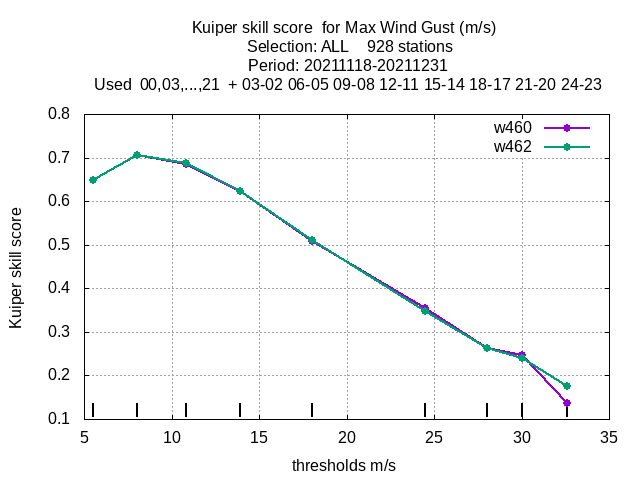 Kuiper skill score  for Max Wind Gust (m/s)
Selection: ALL    928 stations
Period: 20211118-20211231
Used  00,03,...,21  + 03-02 06-05 09-08 12-11 15-14 18-17 21-20 24-23
w460
w462
0.8
0.7
0.6
0.5
0.4
0.3
0.2
0.1
Kuiper skill score
5 10 15 20 25 30 35
thresholds m/s